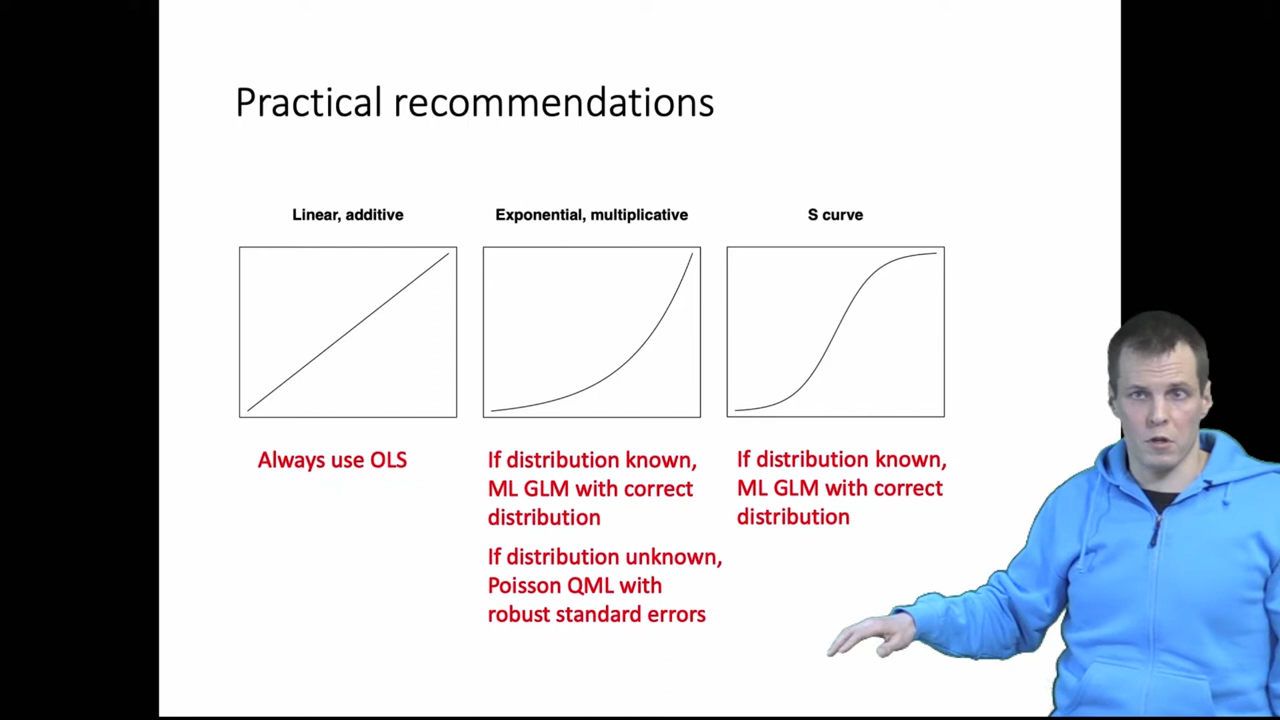 Practical recommendations
Linear, additive
Exponential, multiplicative
S curve
Always use OLS
If distribution known,
ML GLM with correct
distribution
If distribution unknown,
Poisson QML with
robust standard errors
If distribution known,
ML GLM with correct
distribution